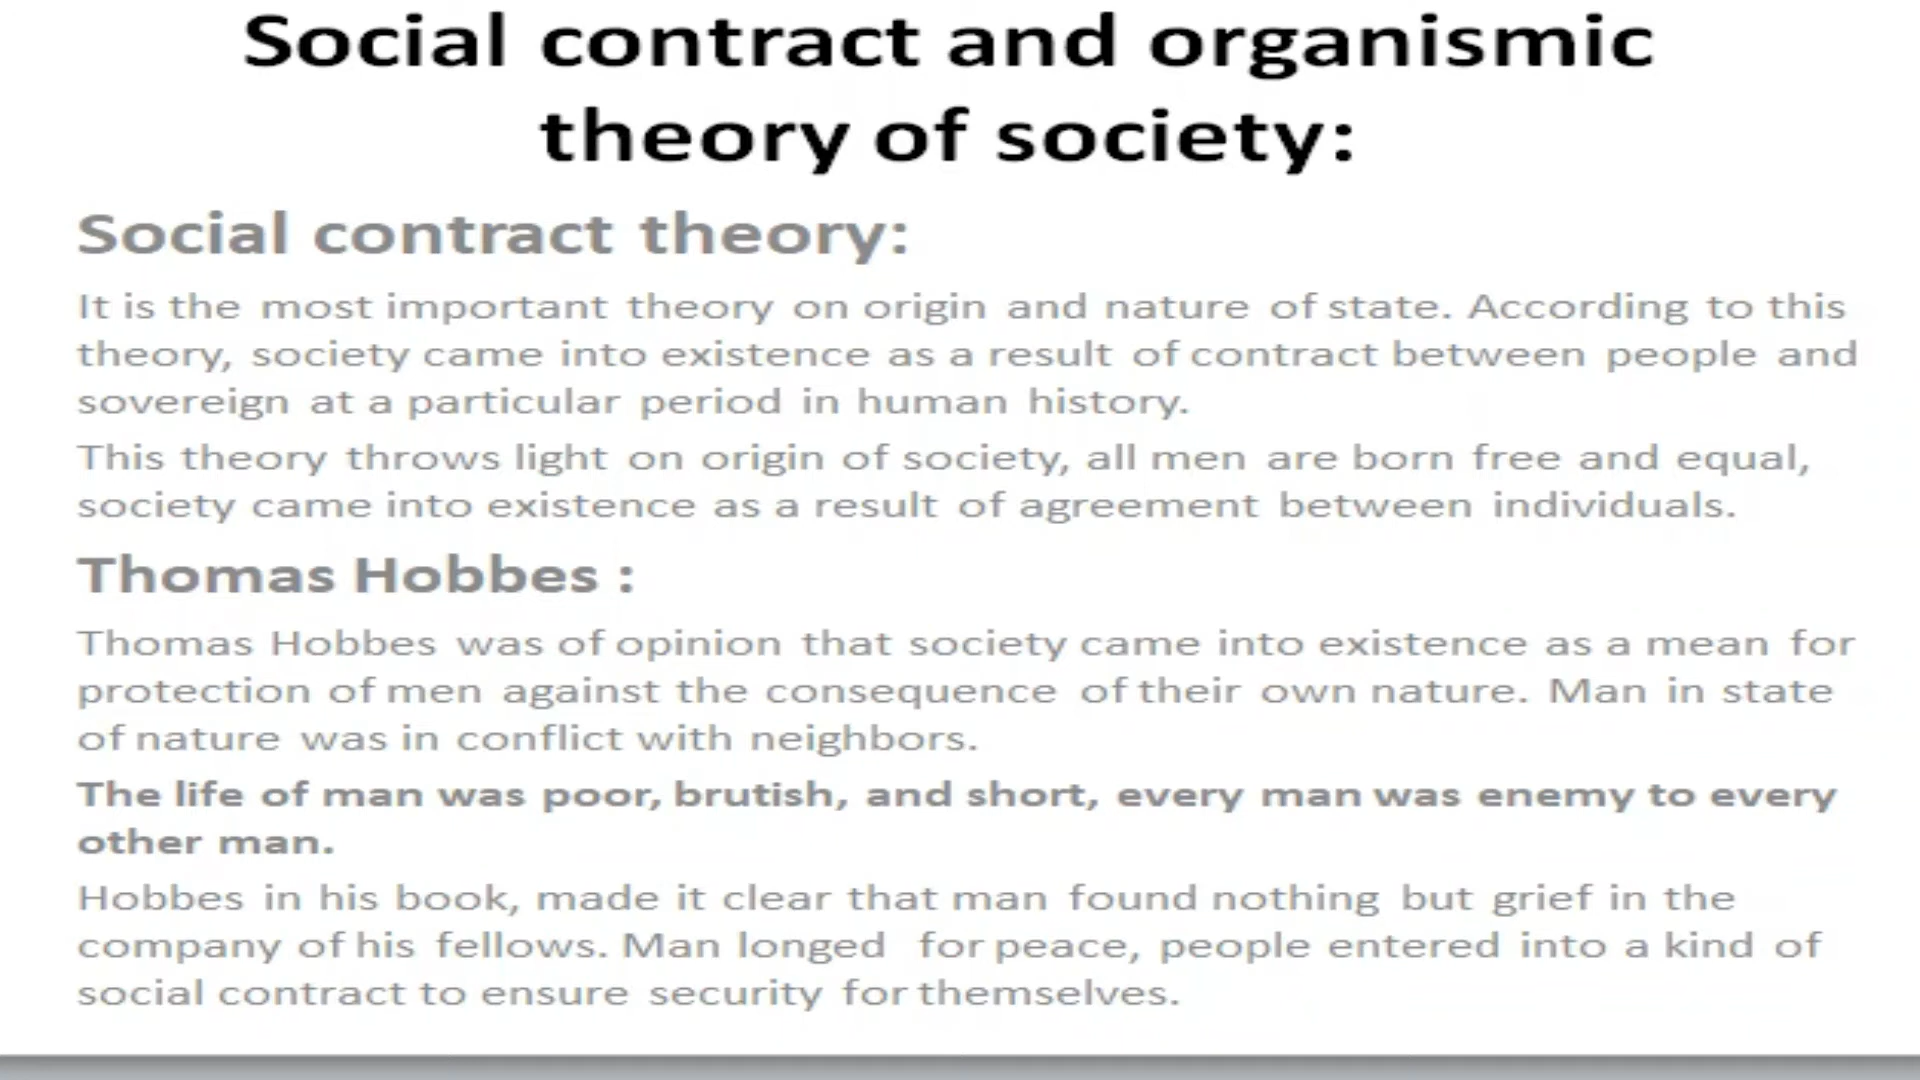 Social contract and organismic
theory of society:
Social contract theory:
It is the most important theory on origin and nature of state. According to this
theory, society came into existence as a result of contract between people and
sovereign at a particular period in human history.
This theory throws light on origin of society, all men are born free and equal,
society came into existence as a result of agreement between individuals.
Thomas Hobbes :
Thomas Hobbes was of opinion that society came into existence as a mean for
protection of men against the consequence of their own nature. Man in state
of nature was in conflict with neighbors.
The life of man was poor, brutish, and short, every man was enemy to every
other man.
Hobbes in his book, made it clear that man found nothing but grief in the
company of his fellows. Man longed for peace, people entered into a kind of
social contract to ensure security for themselves.